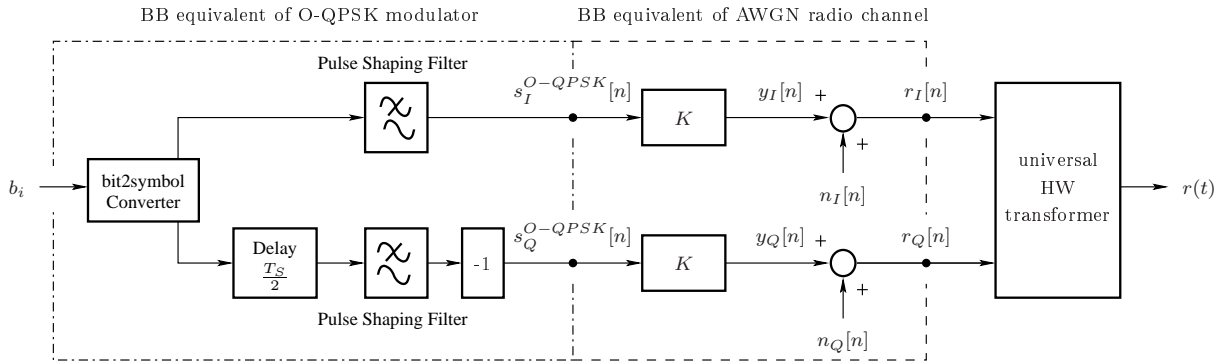 BB equivalent of O-QPSK modulator
BB equivalent of AWGN radio channel
Pulse Shaping Filter
s_I^{O-QPSK}[n]
K
y_I[n]
+
+
n_I[n]
r_I[n]
b_i
bit2symbol
Converter
universal
HW
transformer
r(t)
Delay
T_S
2
-1
s_Q^{O-QPSK}[n]
K
y_Q[n]
+
+
n_Q[n]
r_Q[n]
Pulse Shaping Filter